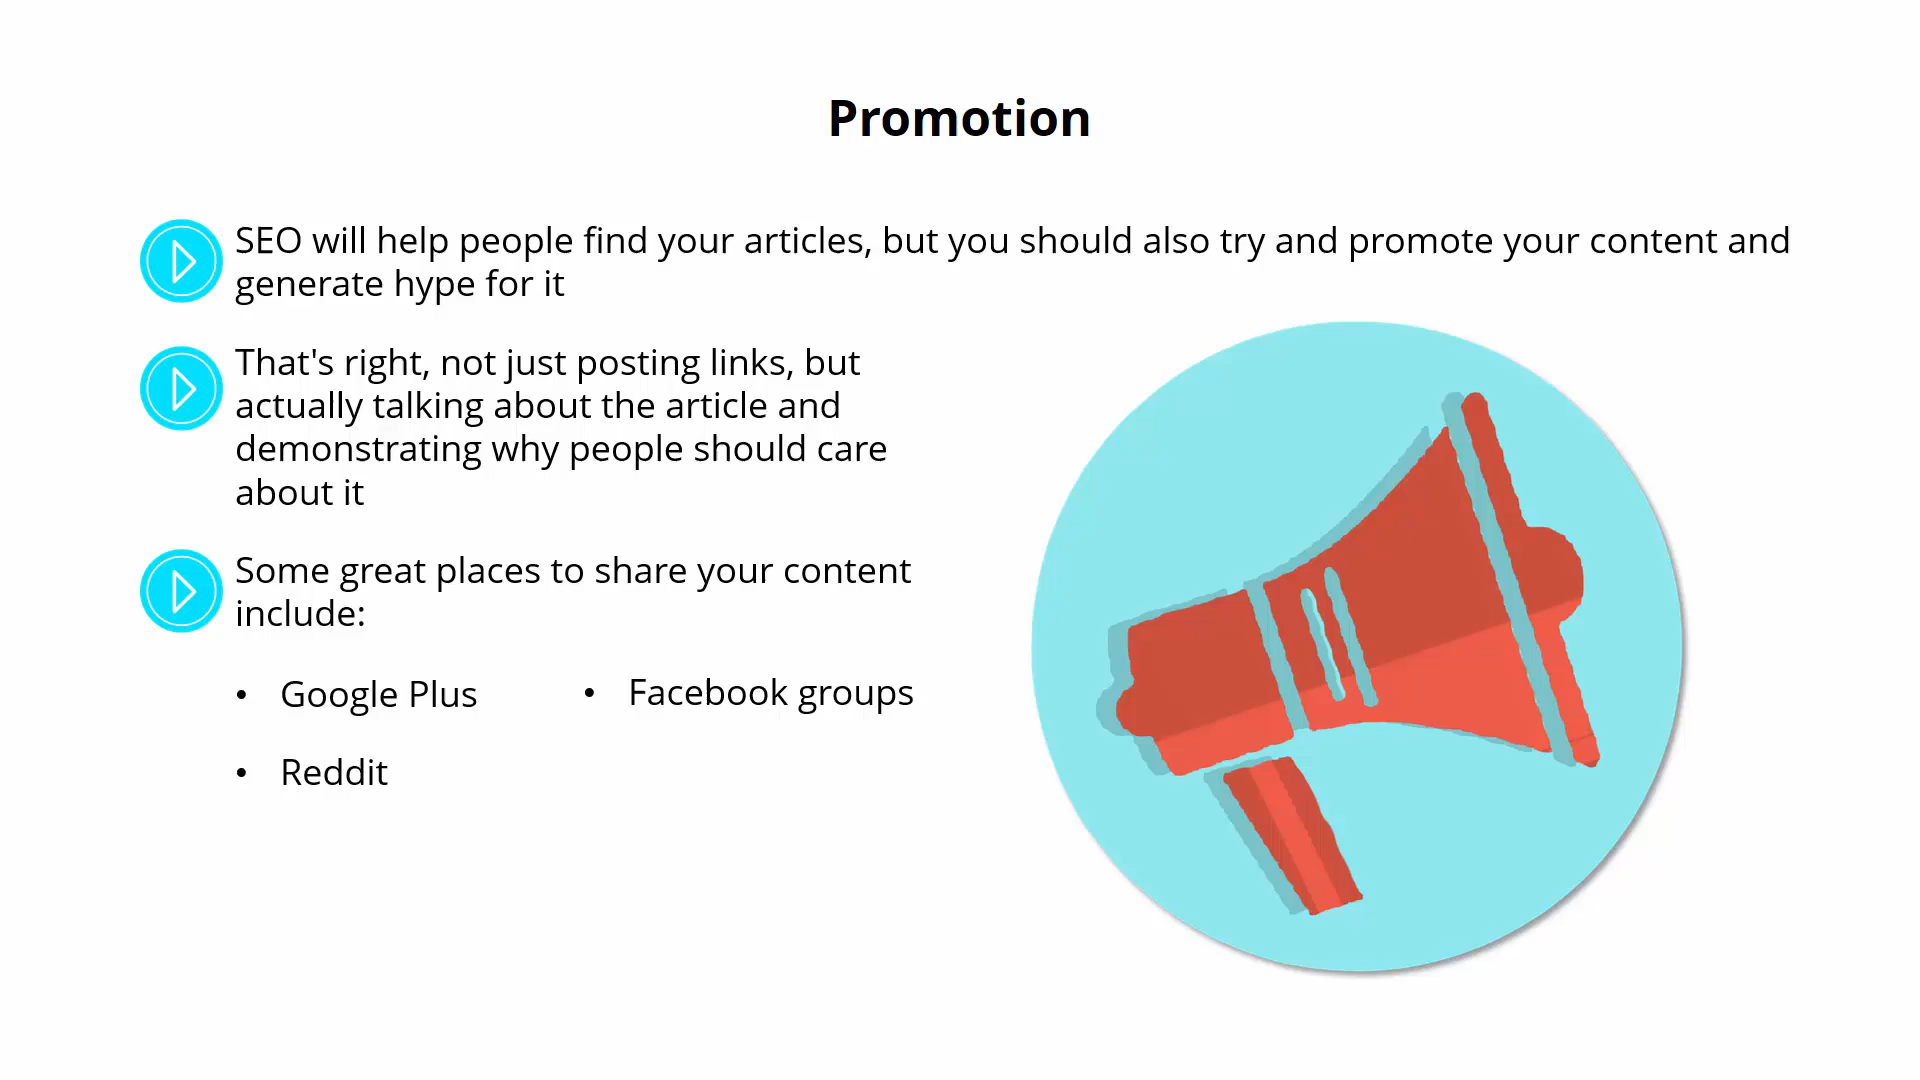 Promotion
SEO will help people find your articles, but you should also try and promote your content and
generate hype for it
That's right, not just posting links, but
actually talking about the article and
demonstrating why people should care
about it
Some great places to share your content
include:
• Google Plus
• Facebook groups
• Reddit